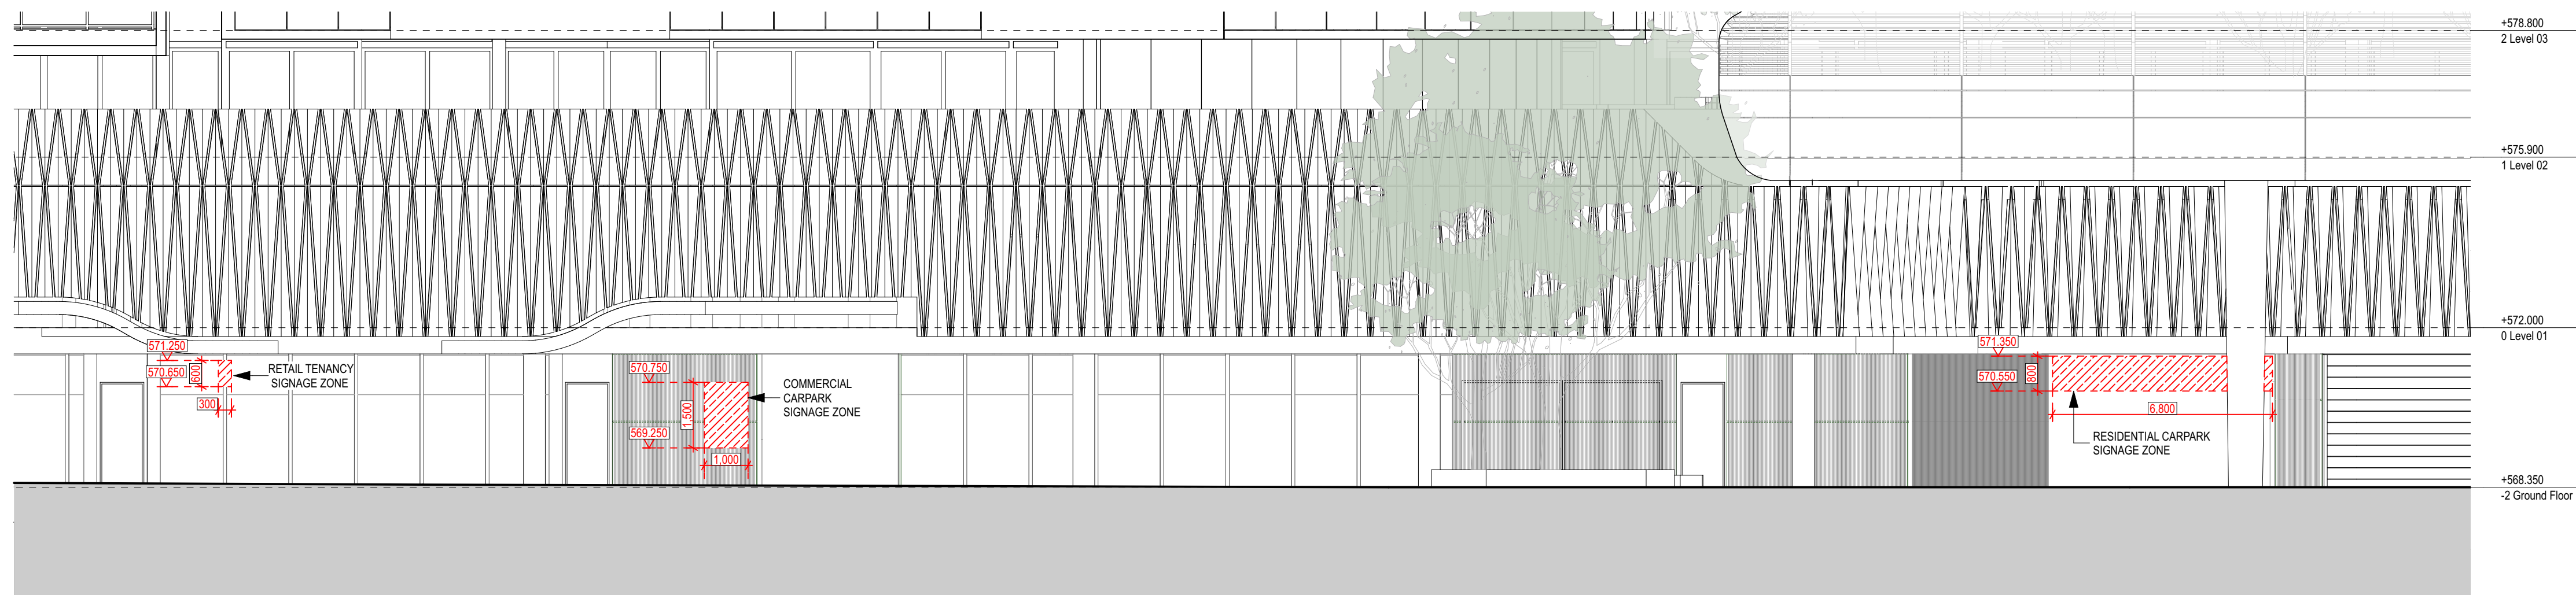 +578.800
2 Level 03
+575.900
1 Level 02
+572.000
0 Level 01
571.250
570.650
600
300
RETAIL TENANCY
SIGNAGE ZONE
570.750
569.250
1,500
1,000
COMMERCIAL
CARPARK
SIGNAGE ZONE
571.350
570.550
800
6,800
RESIDENTIAL CARPARK
SIGNAGE ZONE
+568.350
-2 Ground Floor